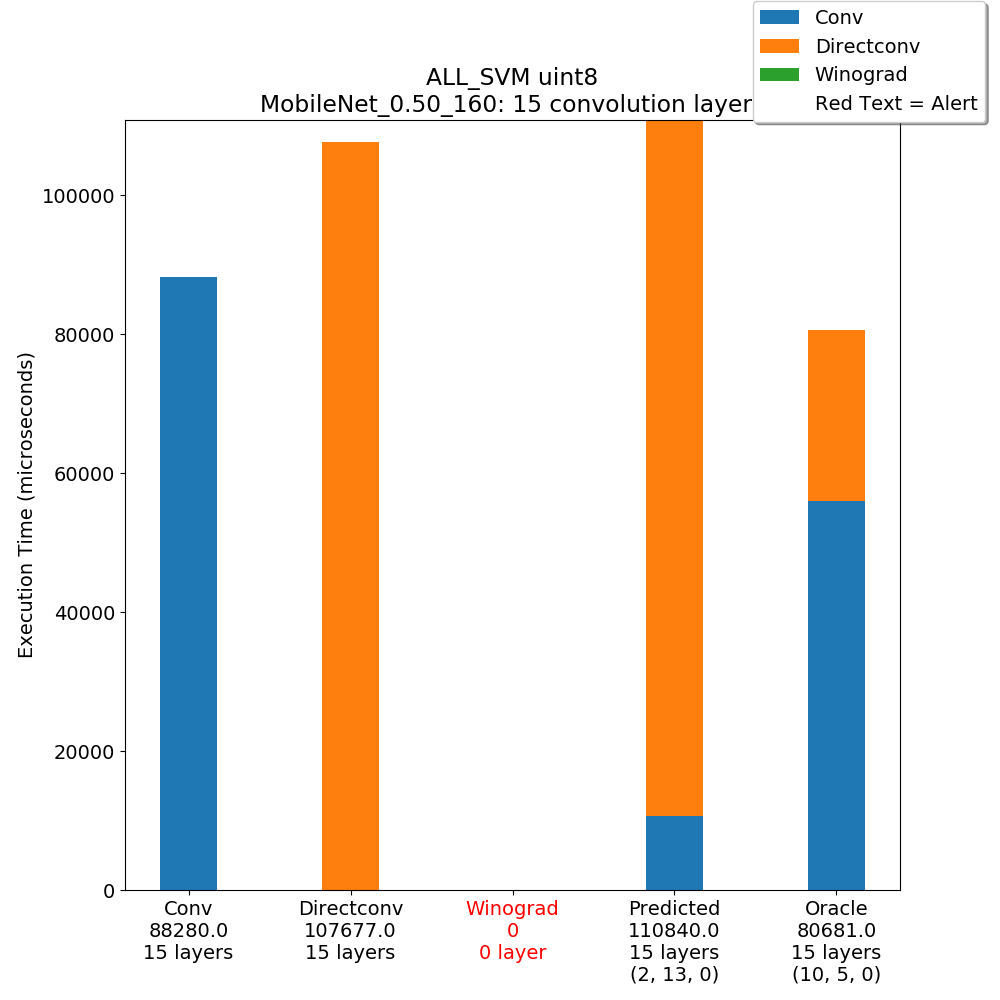 Conv
Directconv
Winograd
Red Text = Alert
ALL_SVM uint8
MobileNet_0.50_160: 15 convolution layer
Execution Time (microseconds)
100000
80000
60000
40000
20000
0
Conv
88280.0
15 layers
Directconv
107677.0
15 layers
Winograd
0
0 layer
Predicted
110840.0
15 layers
(2, 13, 0)
Oracle
80681.0
15 layers
(10, 5, 0)